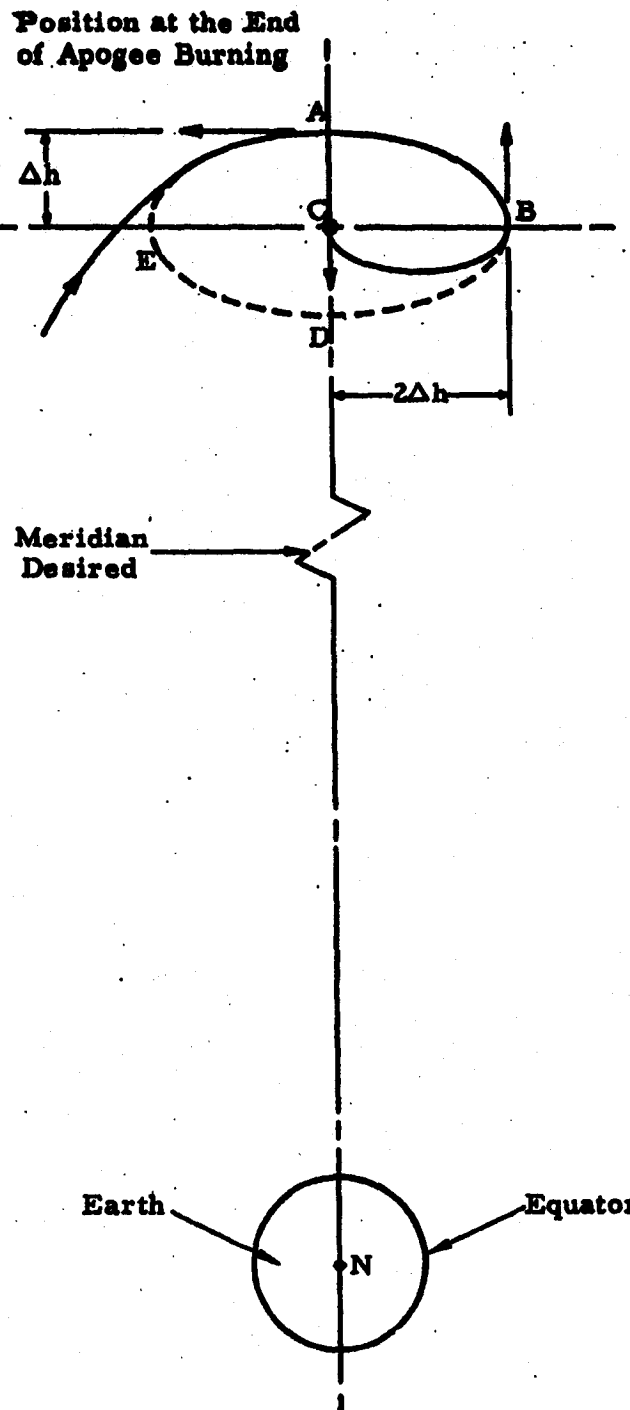 Position at the End
of Apogee Burning
A
Δh
C
B
E
D
2Δh
Meridian
Desired
Earth
Equator
N